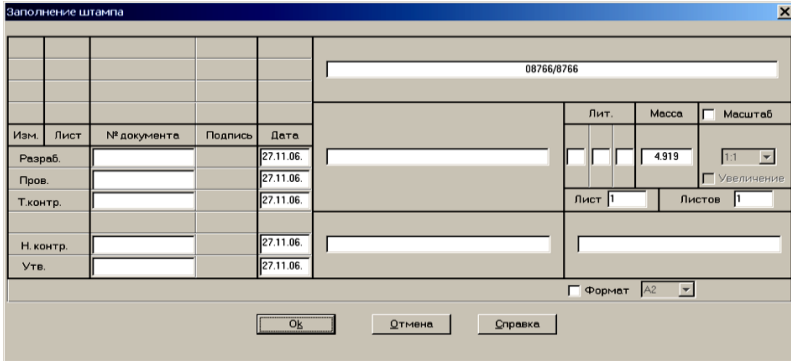 Заполнение штампа
08766/8766
Лит. Масса Масштаб
Изм. Лист № документа Подпись Дата
Разраб. 27.11.06. 4.919 1:1
Пров. 27.11.06. Увеличение
Т.контр. 27.11.06. Лист 1 Листов 1
Н. контр. 27.11.06.
Утв. 27.11.06.
Формат A2
Ok Отмена Справка